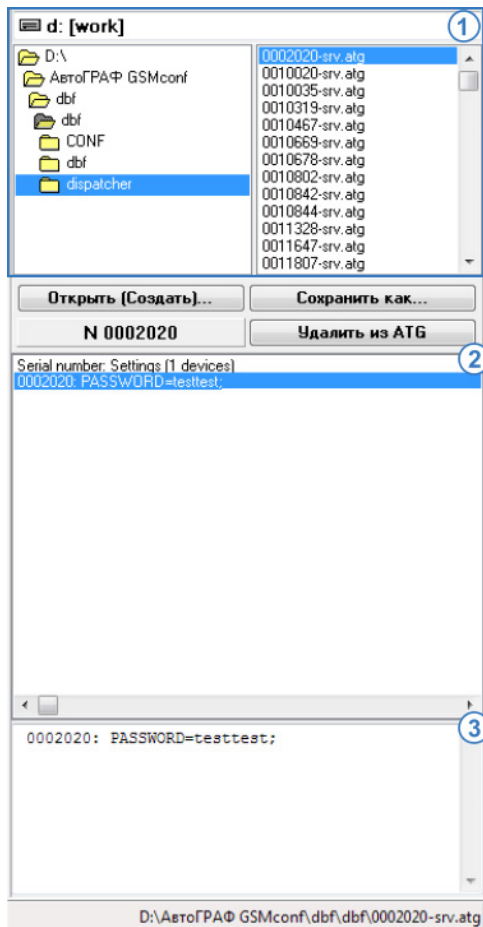 d: [work]
1
D:\
АвтоГРАФ GSMconf
dbf
dbf
CONF
dbf
dispatcher
0002020-srv.atg
0010020-srv.atg
0010035-srv.atg
0010319-srv.atg
0010467-srv.atg
0010669-srv.atg
0010678-srv.atg
0010802-srv.atg
0010842-srv.atg
0010844-srv.atg
0011328-srv.atg
0011647-srv.atg
0011807-srv.atg
Открыть (Создать)... Сохранить как...
N 0002020 Удалить из ATG
2
Serial number: Settings (1 devices)
0002020: PASSWORD=testtest;
3
0002020: PASSWORD=testtest;
D:\АвтоГРАФ GSMconf\dbf\dbf\0002020-srv.atg